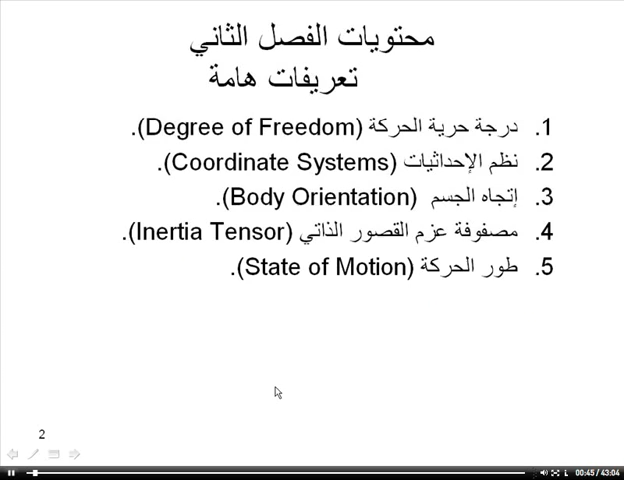 محتويات الفصل الثاني
تعريفات هامة
1. درجة حرية الحركة (Degree of Freedom).
2. نظم الإحداثيات (Coordinate Systems).
3. إتجاه الجسم (Body Orientation).
4. مصفوفة عزم القصور الذاتي (Inertia Tensor).
5. طور الحركة (State of Motion).
2
00:45 / 43:04